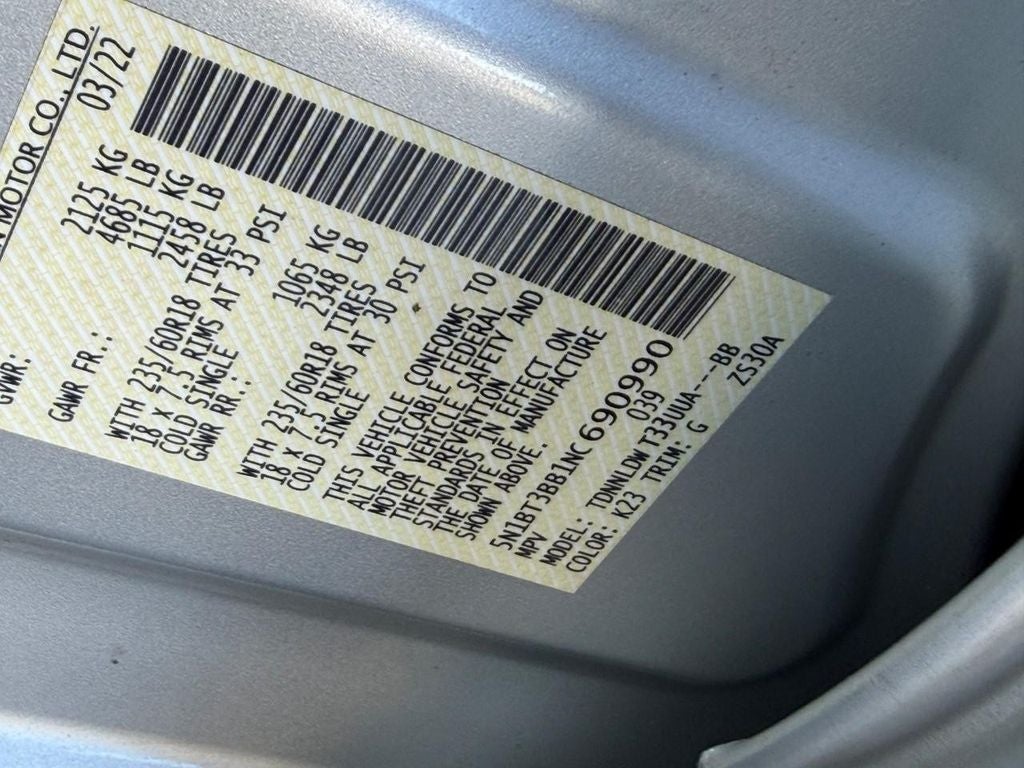 MOTOR CO., LTD.
03/22
GVWR: 2125 KG
4685 LB
GAWR FR.: 1115 KG
2458 LB
WITH 235/60R18 TIRES
18 X 7.5 RIMS AT 33 PSI
COLD SINGLE
GAWR RR.: 1065 KG
2348 LB
WITH 235/60R18 TIRES
18 X 7.5 RIMS AT 30 PSI
COLD SINGLE
THIS VEHICLE CONFORMS TO
ALL APPLICABLE FEDERAL
MOTOR VEHICLE SAFETY AND
THEFT PREVENTION
STANDARDS IN EFFECT ON
THE DATE OF MANUFACTURE
SHOWN ABOVE.
5N1BT3BB1NC690990
MPV 039
MODEL: TDNNLDW T33UUA---BB
COLOR: K23 TRIM: G ZS30A